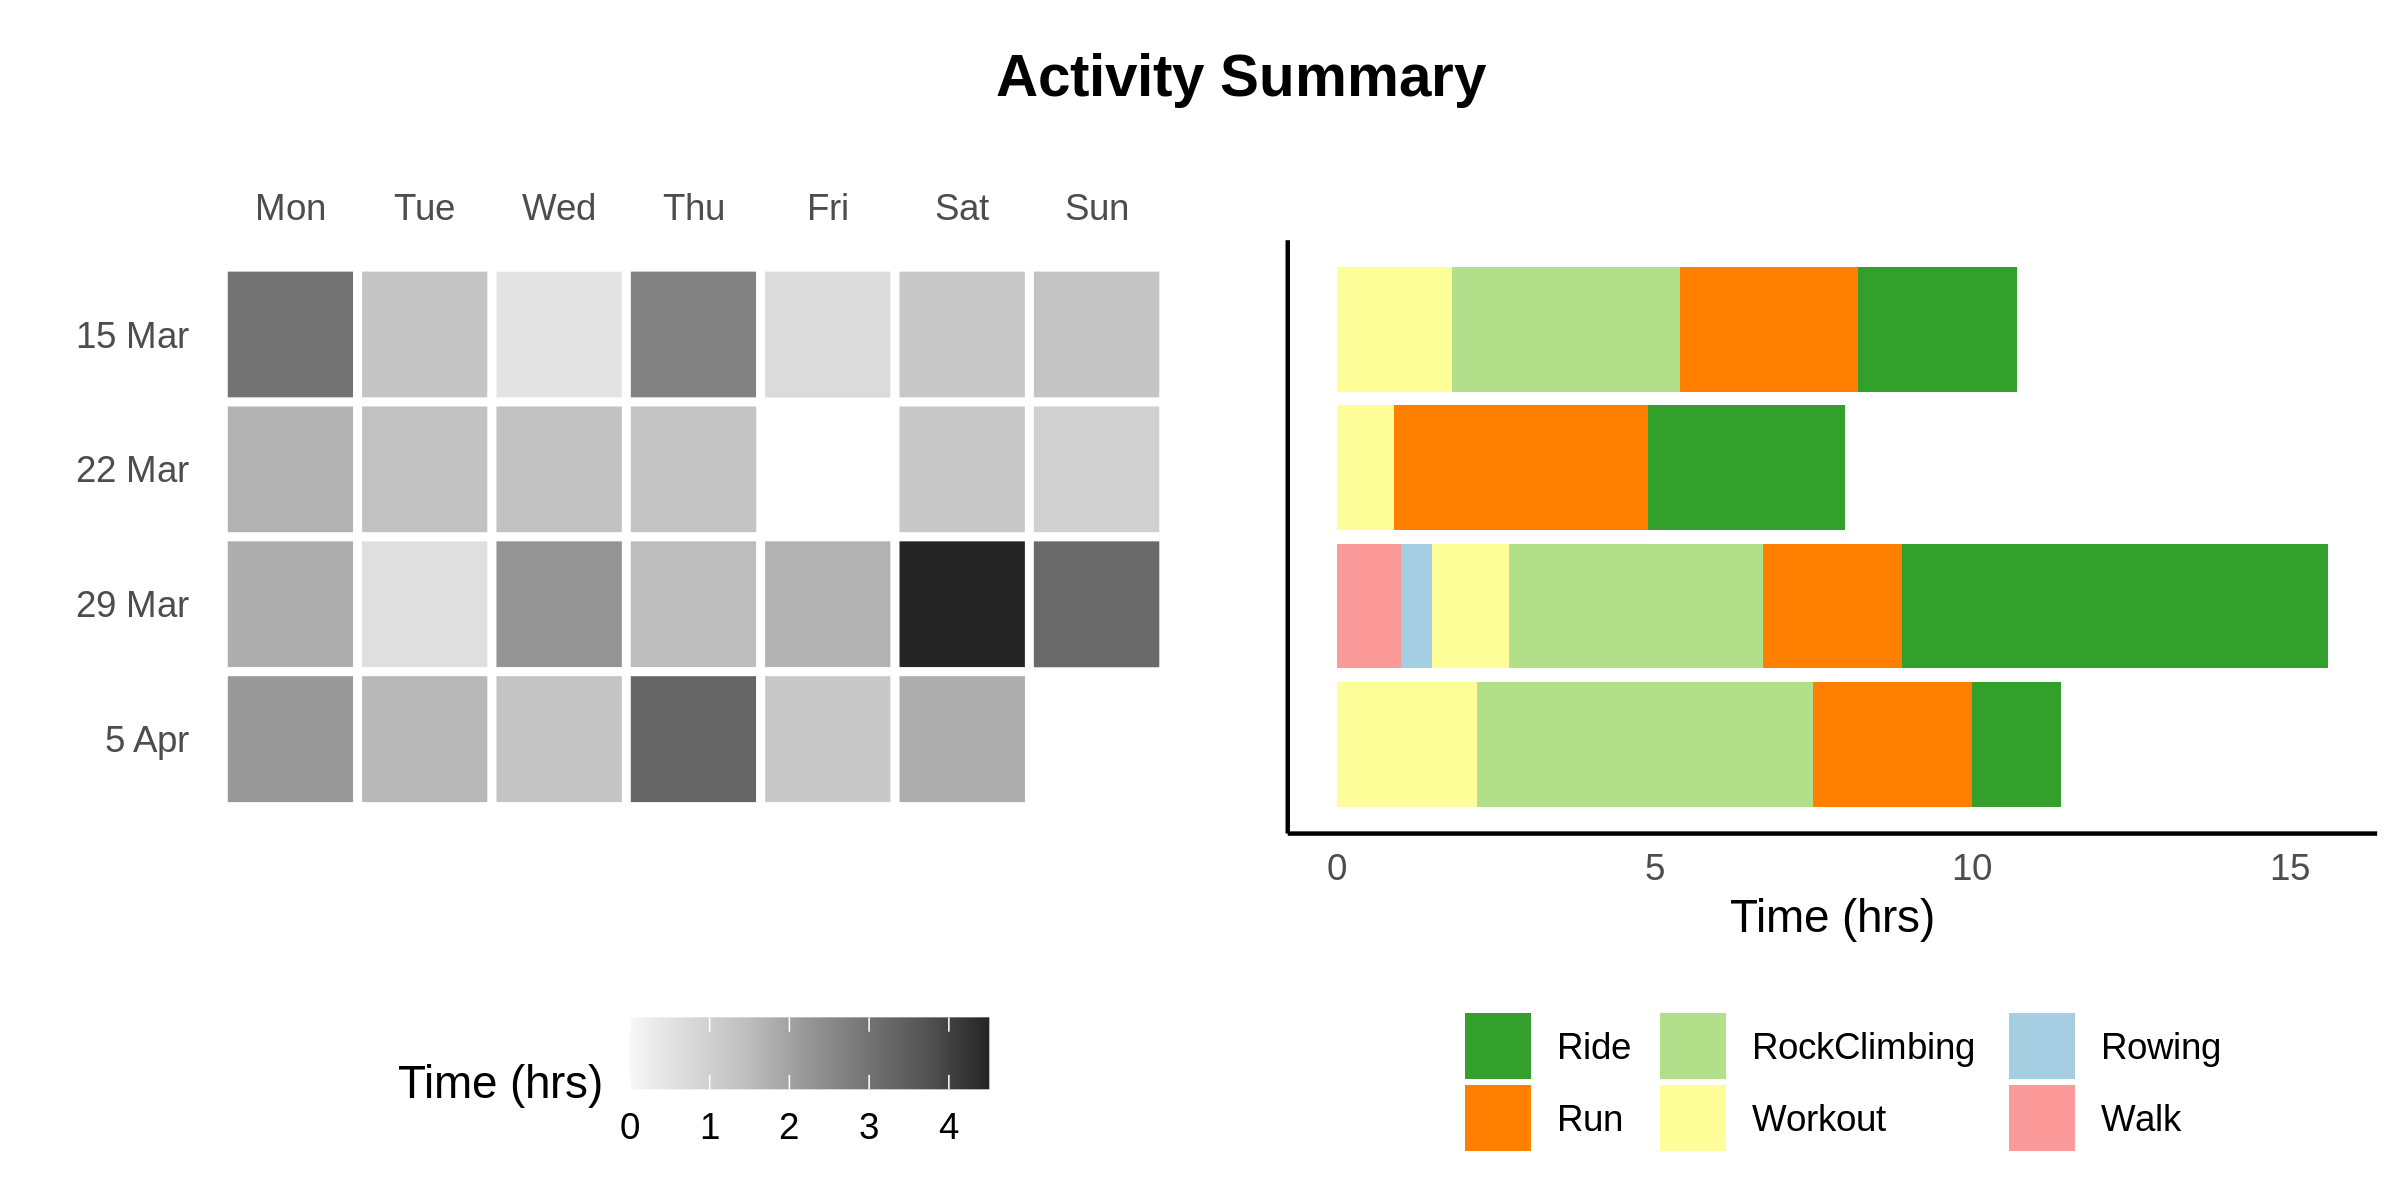 Activity Summary
Mon Tue Wed Thu Fri Sat Sun
15 Mar
22 Mar
29 Mar
5 Apr
0 5 10 15
Time (hrs)
Time (hrs)
0 1 2 3 4
Ride RockClimbing Rowing
Run Workout Walk